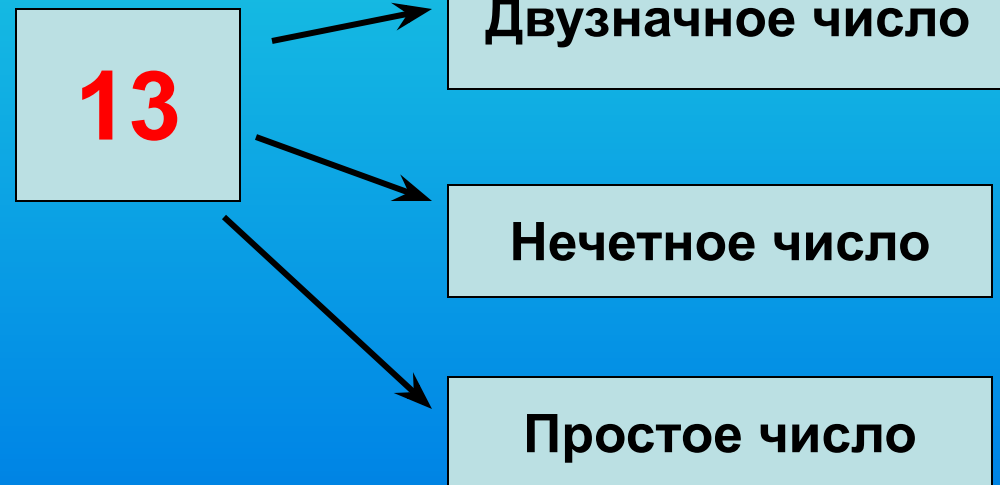 13
Двузначное число
Нечетное число
Простое число